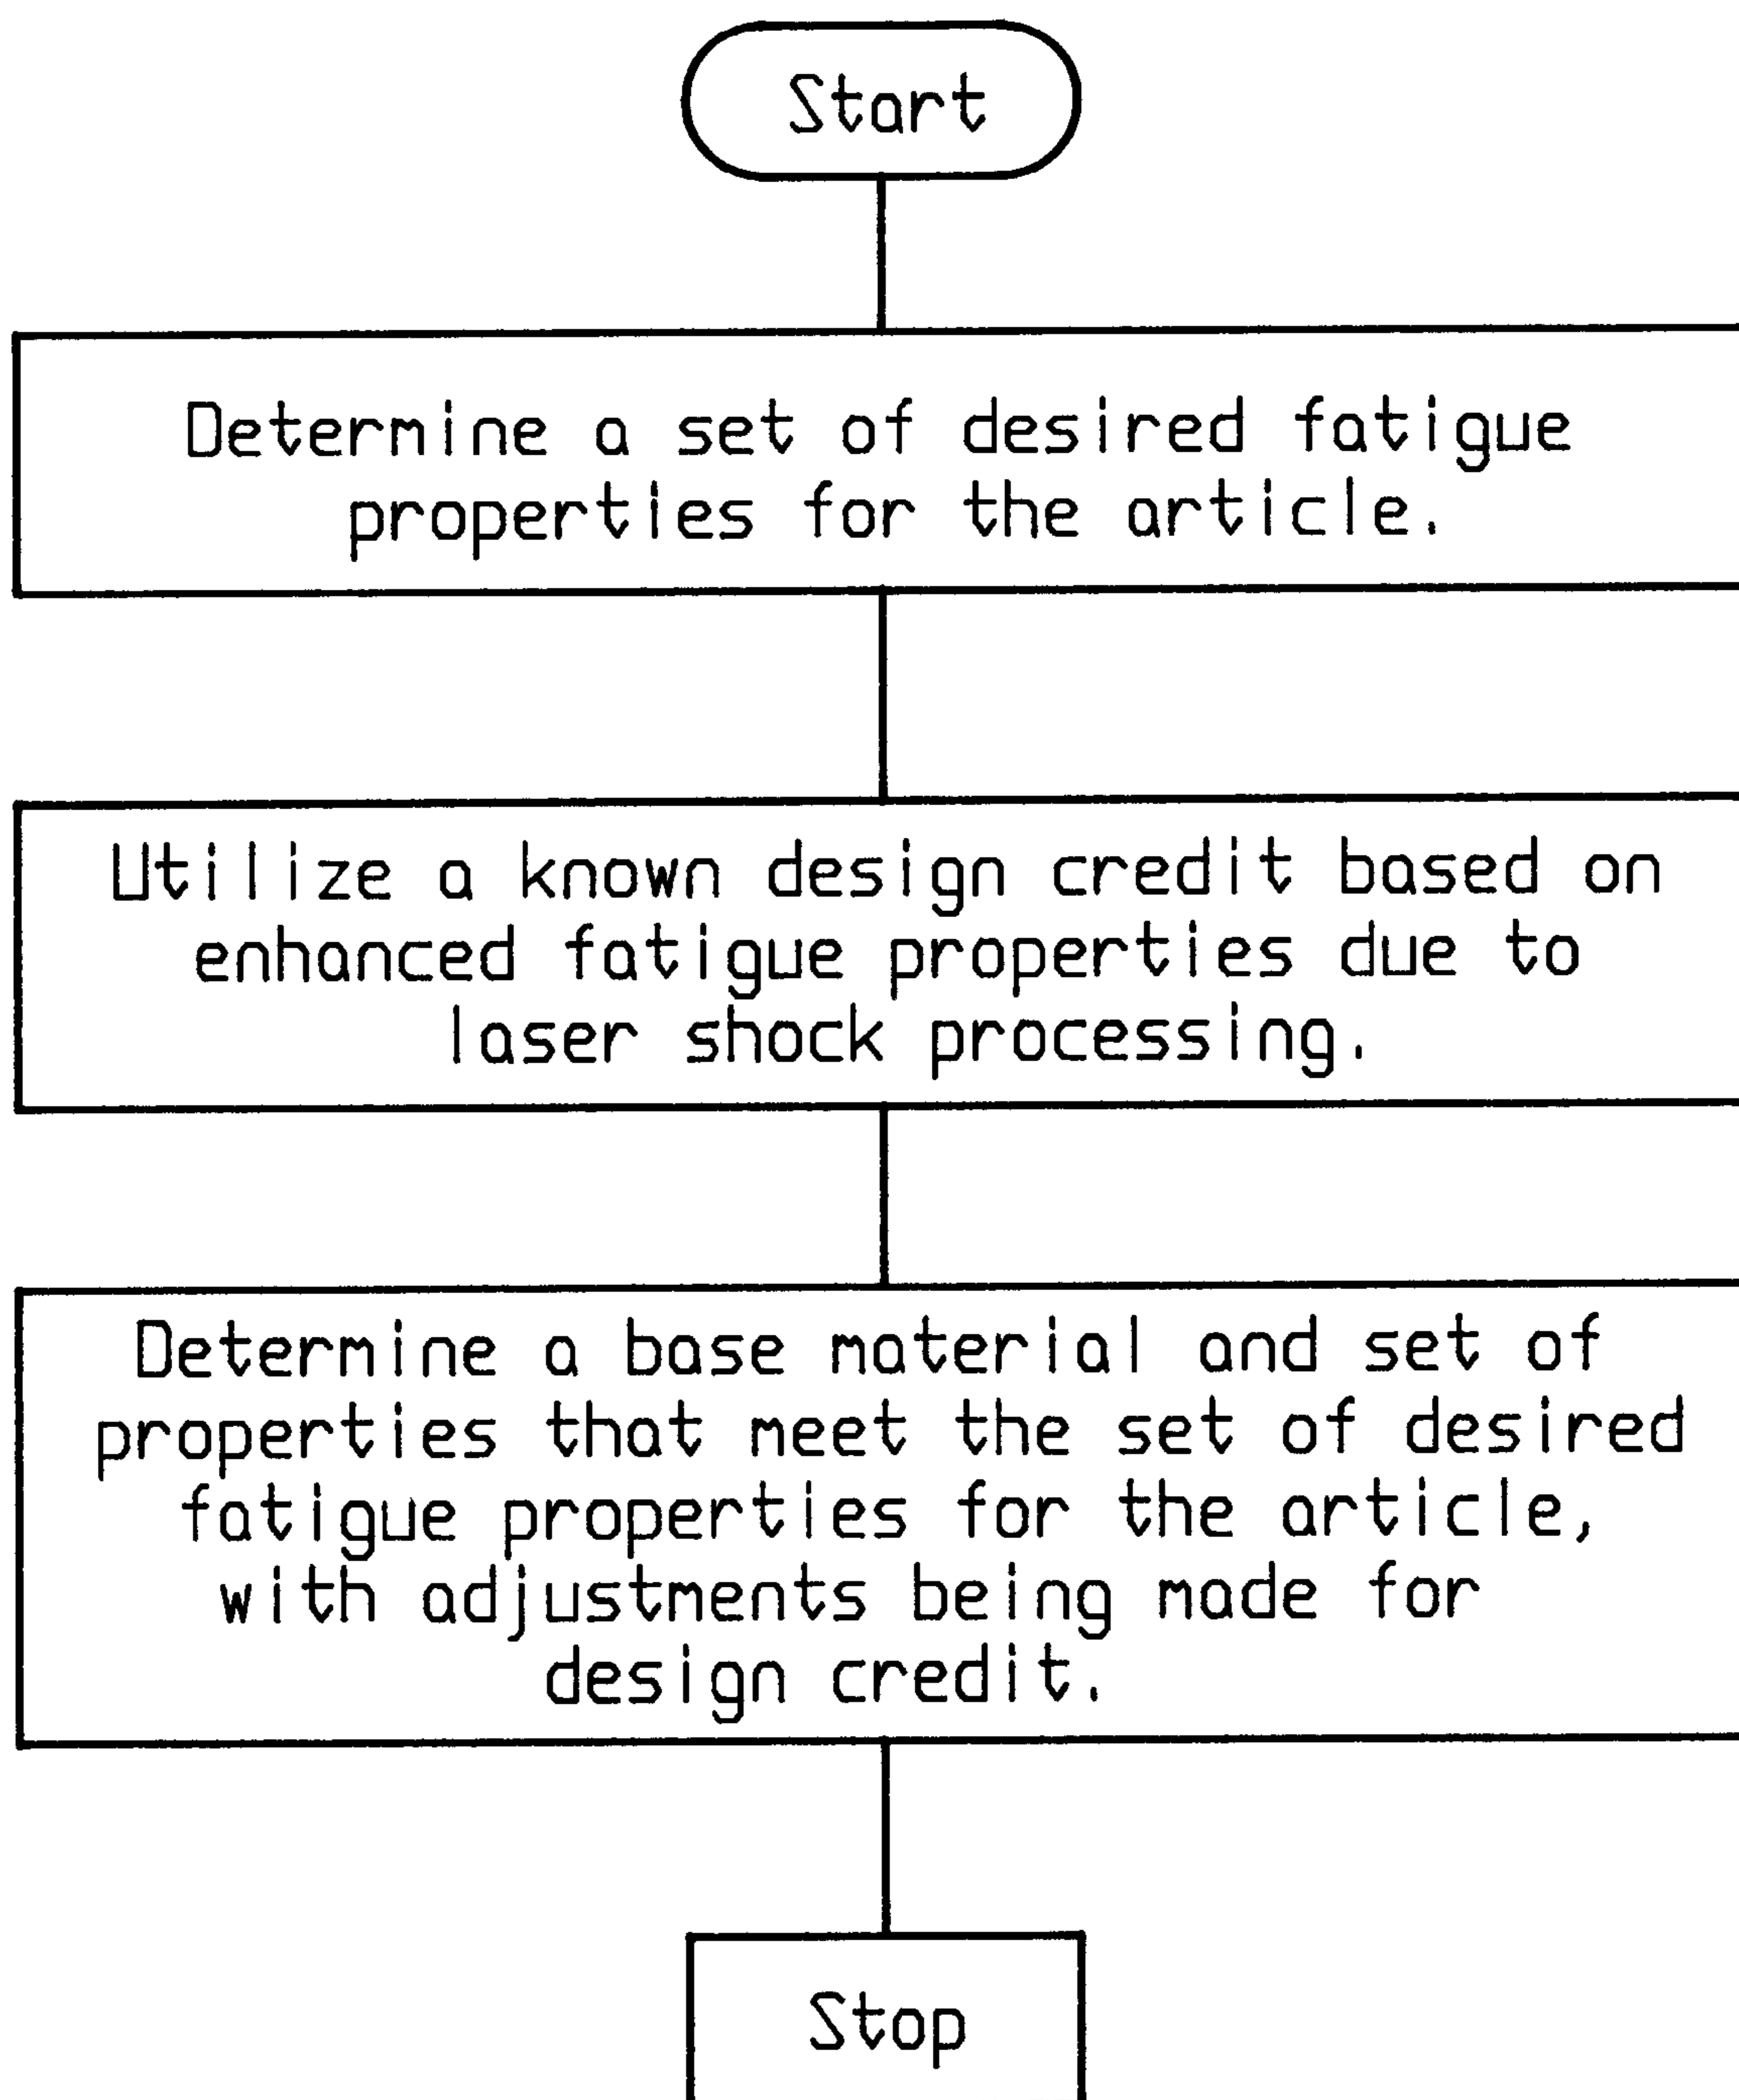 Start
Determine a set of desired fatigue
properties for the article.
Utilize a known design credit based on
enhanced fatigue properties due to
laser shock processing.
Determine a base material and set of
properties that meet the set of desired
fatigue properties for the article,
with adjustments being made for
design credit.
Stop